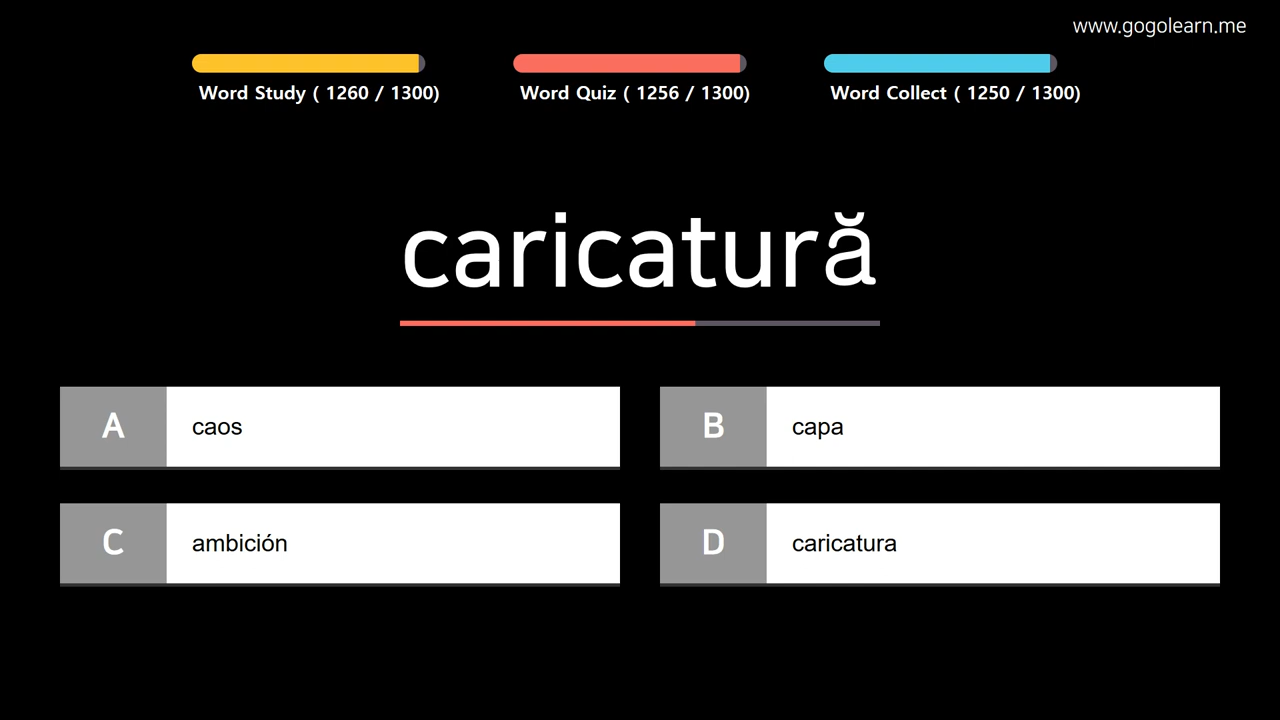 www.gogolearn.me
Word Study ( 1260 / 1300)
Word Quiz ( 1256 / 1300)
Word Collect ( 1250 / 1300)
caricatură
A caos
B capa
C ambición
D caricatura